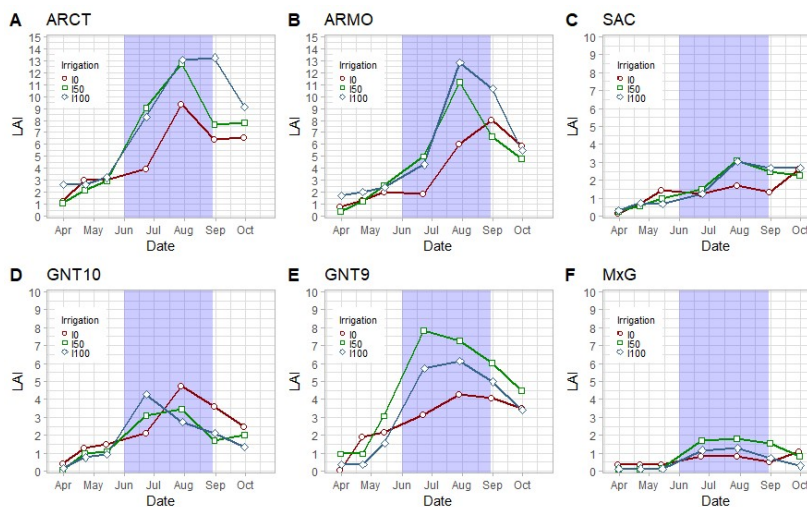 A ARCT
15
14
13
12
11
10
9
8
7
6
5
4
3
2
1
0
LAI
Irrigation
I0
I50
I100
Apr May Jun Jul Aug Sep Oct
Date
B ARMO
15
14
13
12
11
10
9
8
7
6
5
4
3
2
1
0
LAI
Irrigation
I0
I50
I100
Apr May Jun Jul Aug Sep Oct
Date
C SAC
10
9
8
7
6
5
4
3
2
1
0
LAI
Irrigation
I0
I50
I100
Apr May Jun Jul Aug Sep Oct
Date
D GNT10
10
9
8
7
6
5
4
3
2
1
0
LAI
Irrigation
I0
I50
I100
Apr May Jun Jul Aug Sep Oct
Date
E GNT9
10
9
8
7
6
5
4
3
2
1
0
LAI
Irrigation
I0
I50
I100
Apr May Jun Jul Aug Sep Oct
Date
F MxG
10
9
8
7
6
5
4
3
2
1
0
LAI
Irrigation
I0
I50
I100
Apr May Jun Jul Aug Sep Oct
Date